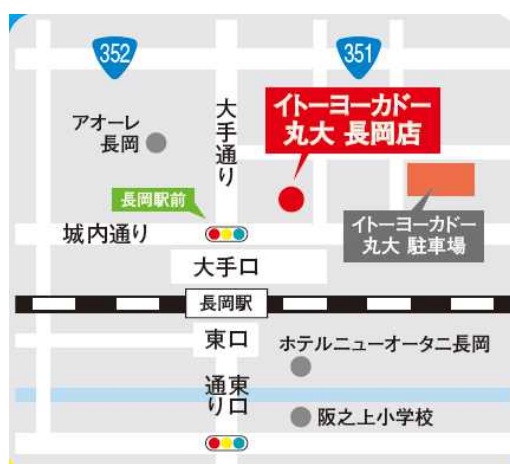 352
351
イトーヨーカドー
丸大 長岡店
アオーレ
長岡
大手通り
長岡駅前
イトーヨーカドー
丸大 駐車場
城内通り
大手口
長岡駅
東口
ホテルニューオータニ長岡
東口通り
阪之上小学校